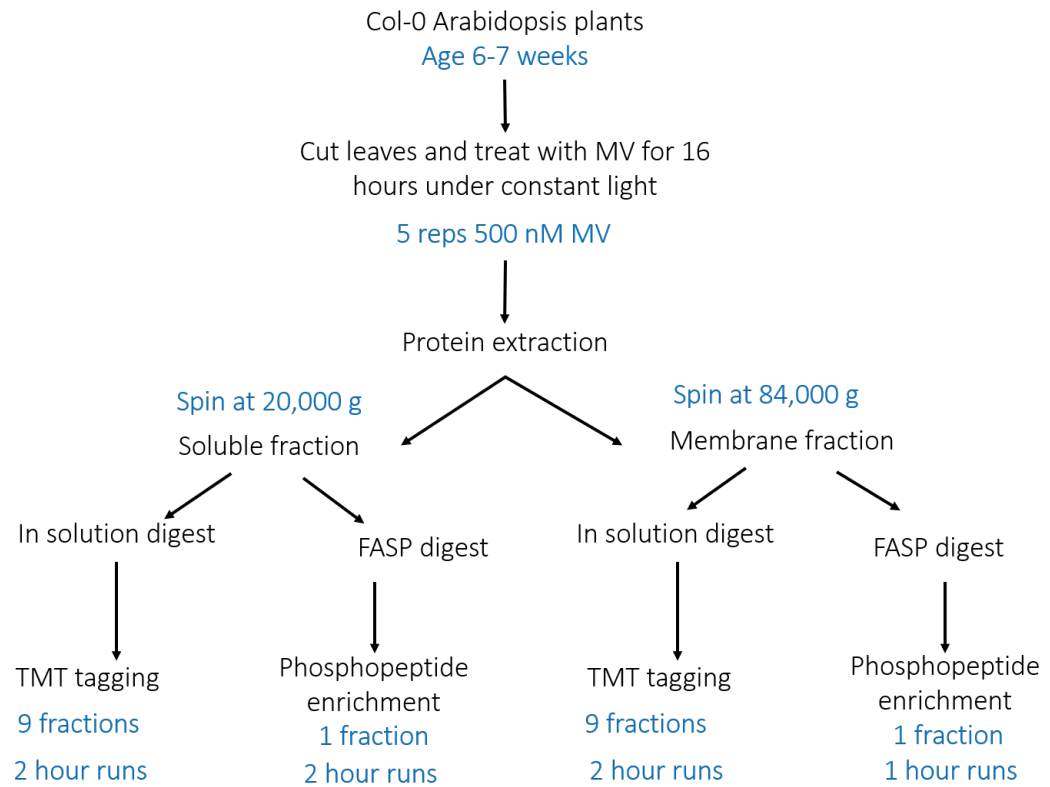 Col-0 Arabidopsis plants
Age 6-7 weeks
Cut leaves and treat with MV for 16
hours under constant light
5 reps 500 nM MV
Protein extraction
Spin at 20,000 g
Soluble fraction
Spin at 84,000 g
Membrane fraction
In solution digest
FASP digest
In solution digest
FASP digest
TMT tagging
9 fractions
2 hour runs
Phosphopeptide
enrichment
1 fraction
2 hour runs
TMT tagging
9 fractions
2 hour runs
Phosphopeptide
enrichment
1 fraction
1 hour runs